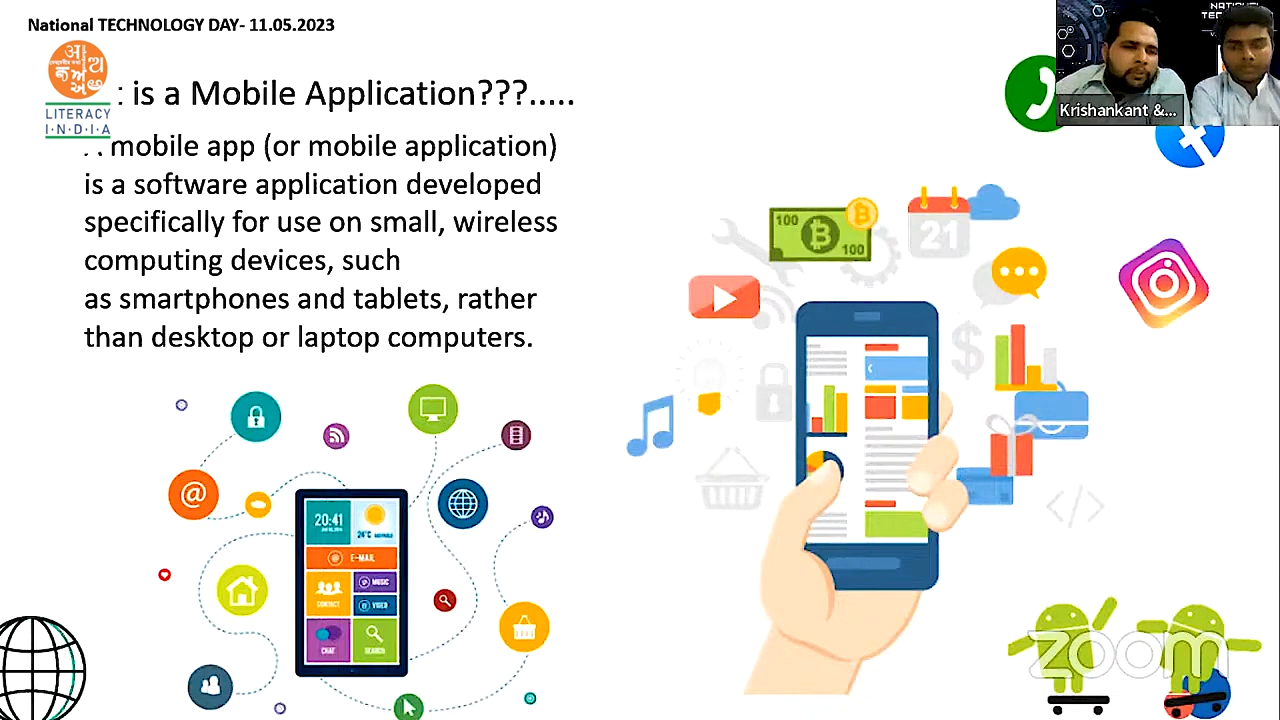 National TECHNOLOGY DAY- 11.05.2023
LITERACY
I·N·D·I·A
is a Mobile Application???.....
mobile app (or mobile application)
is a software application developed
specifically for use on small, wireless
computing devices, such
as smartphones and tablets, rather
than desktop or laptop computers.
Krishankant &...
100
100
21
@
20:41
24°C
E-MAIL
CONTACT
MUSIC
VIDEO
CHAT
SEARCH
zoom